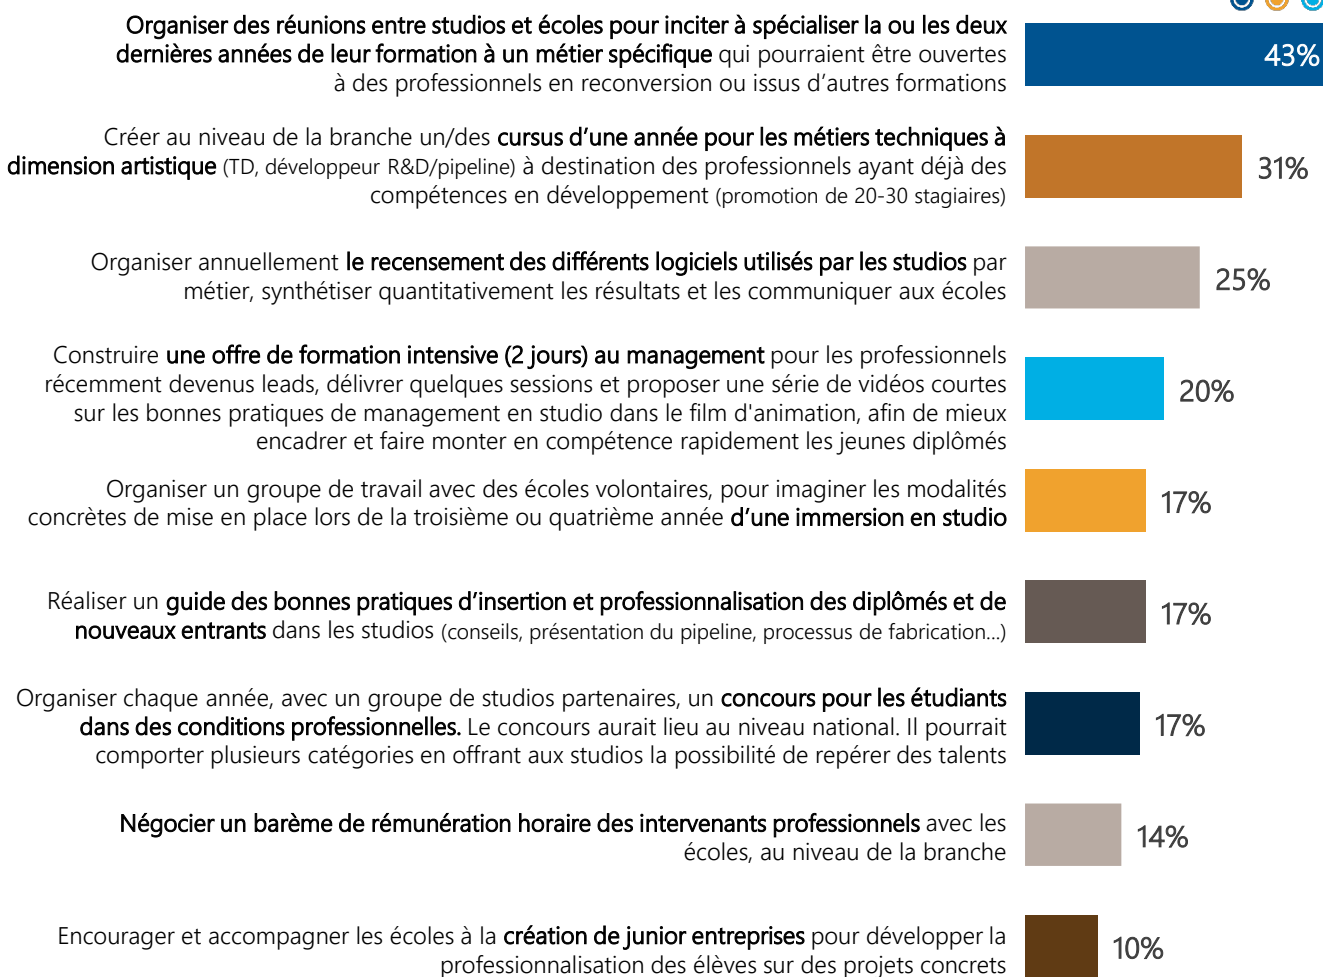 Organiser des réunions entre studios et écoles pour inciter à spécialiser la ou les deux
dernières années de leur formation à un métier spécifique qui pourraient être ouvertes
à des professionnels en reconversion ou issus d’autres formations
43%
Créer au niveau de la branche un/des cursus d’une année pour les métiers techniques à
dimension artistique (TD, développeur R&D/pipeline) à destination des professionnels ayant déjà des
compétences en développement (promotion de 20-30 stagiaires)
31%
Organiser annuellement le recensement des différents logiciels utilisés par les studios par
métier, synthétiser quantitativement les résultats et les communiquer aux écoles
25%
Construire une offre de formation intensive (2 jours) au management pour les professionnels
récemment devenus leads, délivrer quelques sessions et proposer une série de vidéos courtes
sur les bonnes pratiques de management en studio dans le film d'animation, afin de mieux
encadrer et faire monter en compétence rapidement les jeunes diplômés
20%
Organiser un groupe de travail avec des écoles volontaires, pour imaginer les modalités
concrètes de mise en place lors de la troisième ou quatrième année d’une immersion en studio
17%
Réaliser un guide des bonnes pratiques d’insertion et professionnalisation des diplômés et de
nouveaux entrants dans les studios (conseils, présentation du pipeline, processus de fabrication…)
17%
Organiser chaque année, avec un groupe de studios partenaires, un concours pour les étudiants
dans des conditions professionnelles. Le concours aurait lieu au niveau national. Il pourrait
comporter plusieurs catégories en offrant aux studios la possibilité de repérer des talents
17%
Négocier un barème de rémunération horaire des intervenants professionnels avec les
écoles, au niveau de la branche
14%
Encourager et accompagner les écoles à la création de junior entreprises pour développer la
professionnalisation des élèves sur des projets concrets
10%